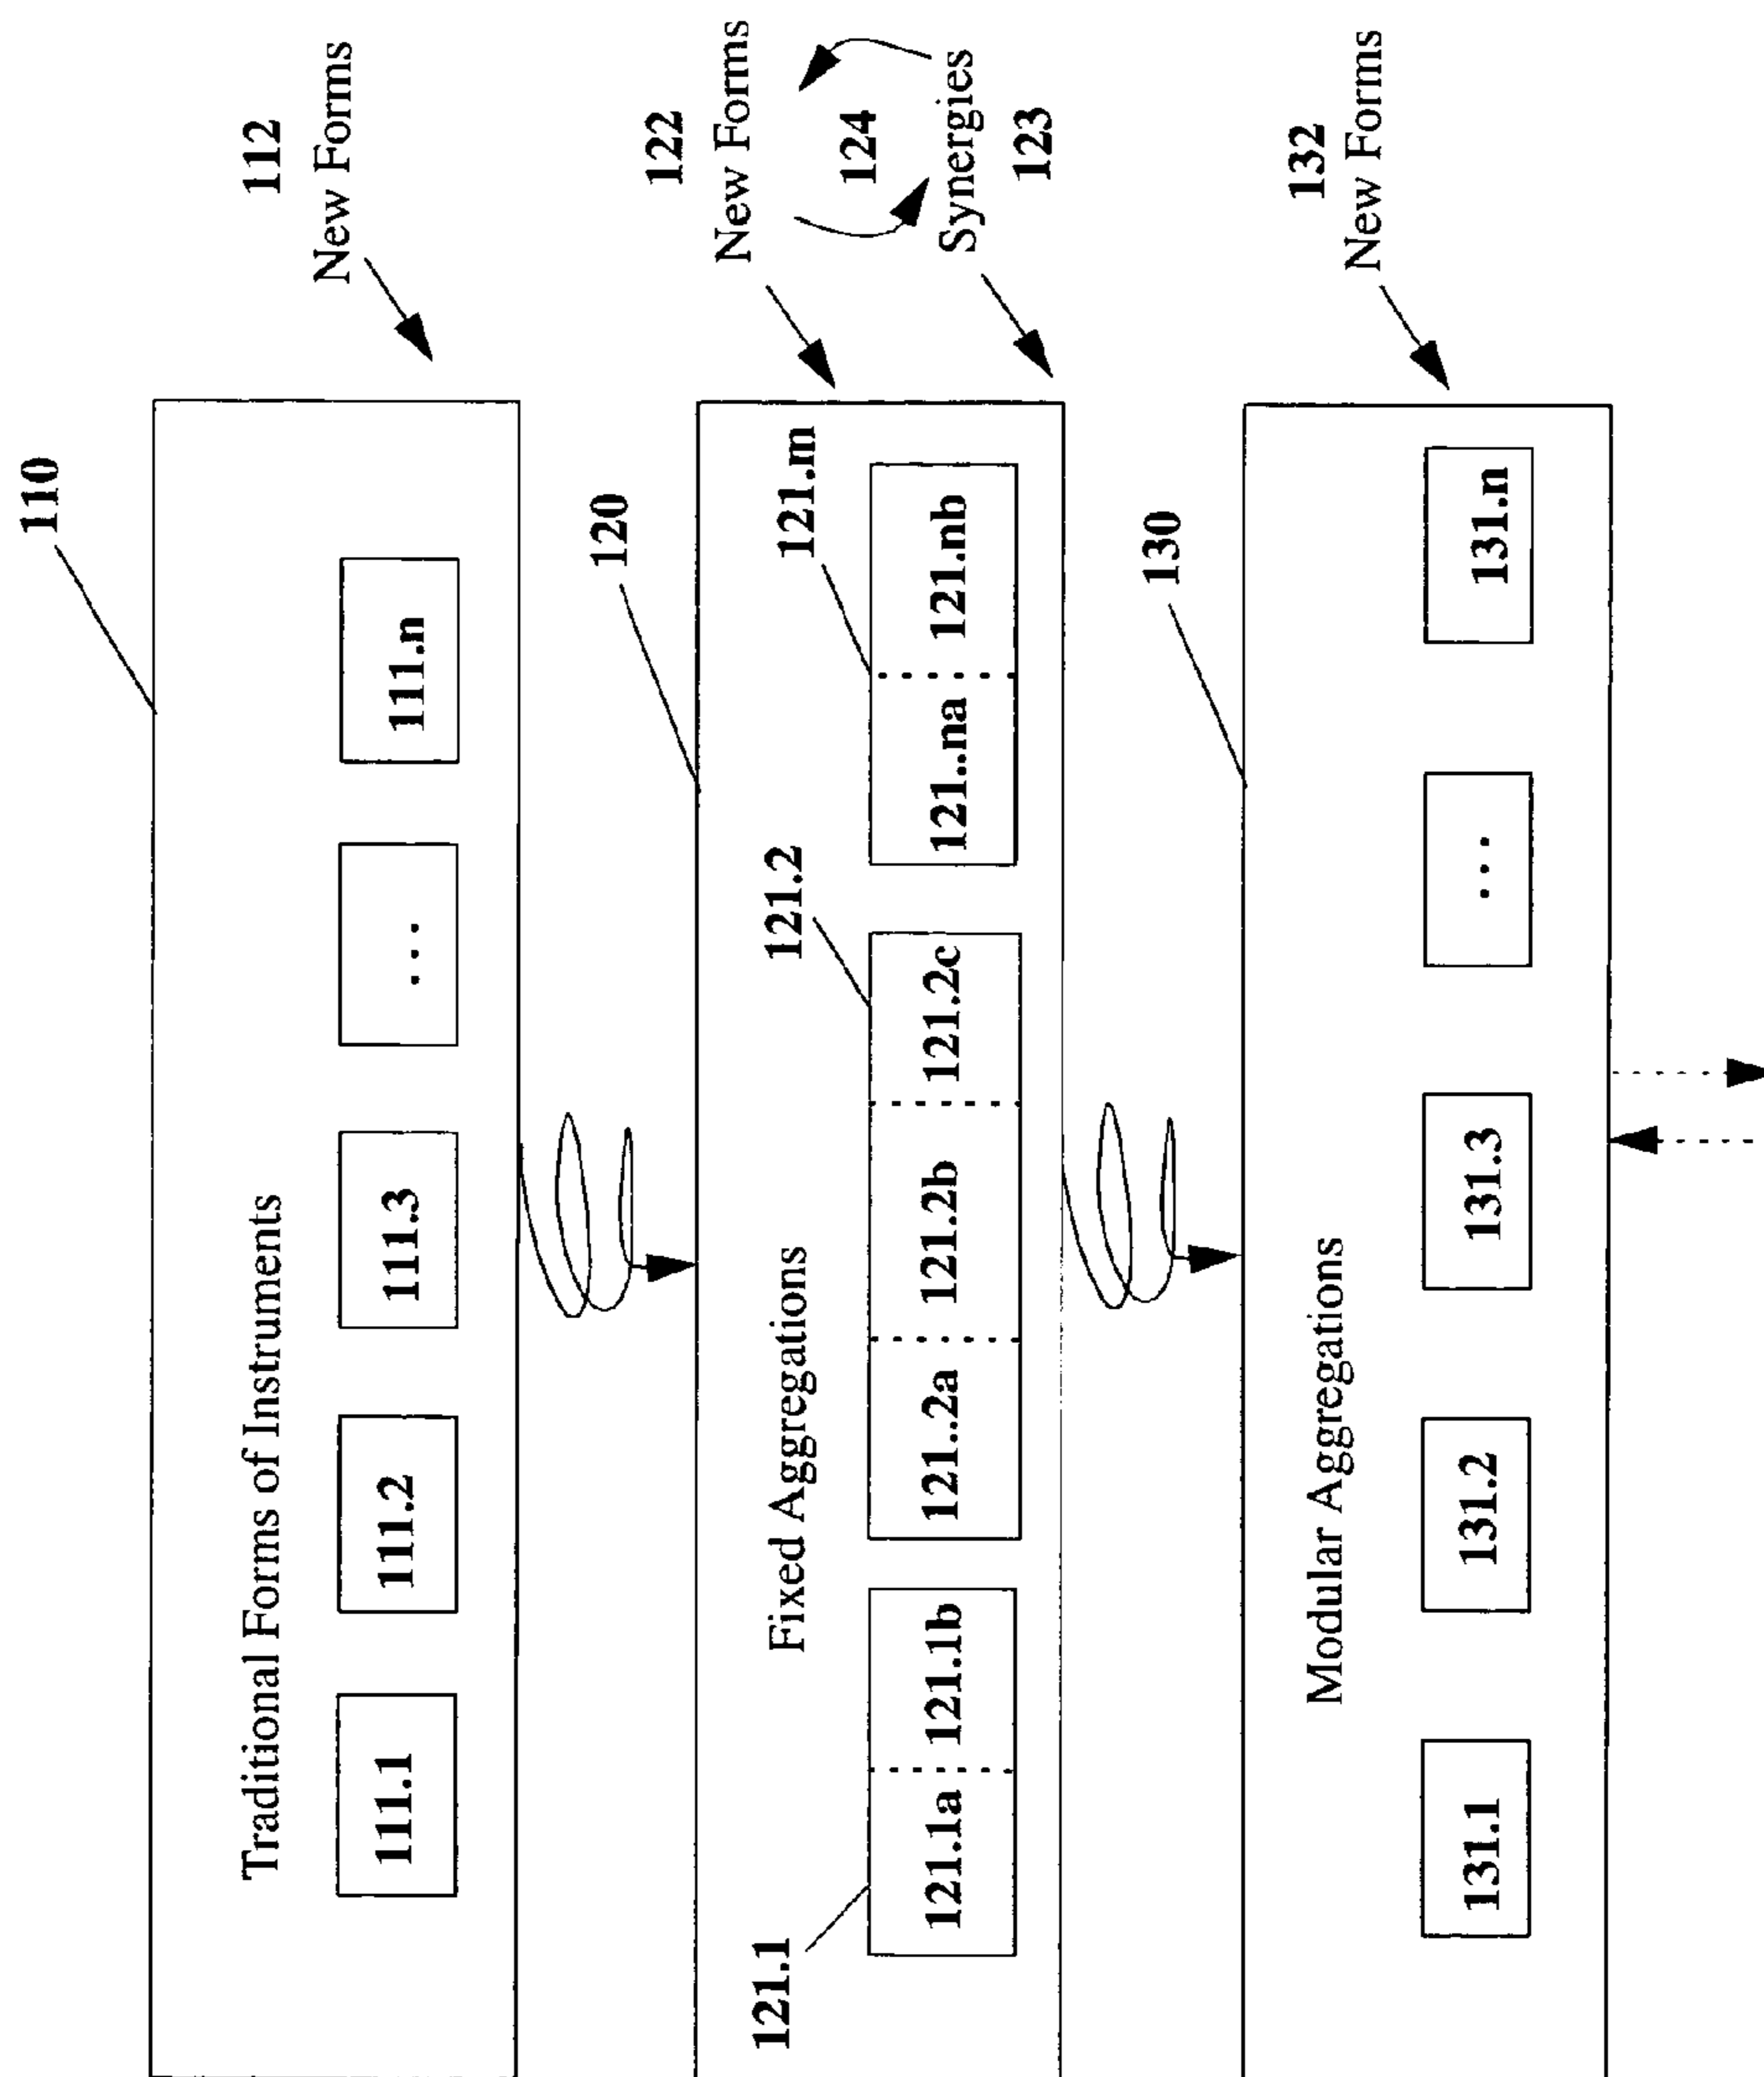 110
112
New Forms
Traditional Forms of Instruments
111.1
111.2
111.3
...
111.n
120
122
New Forms
124
Synergies
123
Fixed Aggregations
121.1
121.2
121.m
121.1a
121.1b
121..2a
121.2b
121.2c
121..na
121.nb
130
132
New Forms
Modular Aggregations
131.1
131.2
131.3
...
131.n